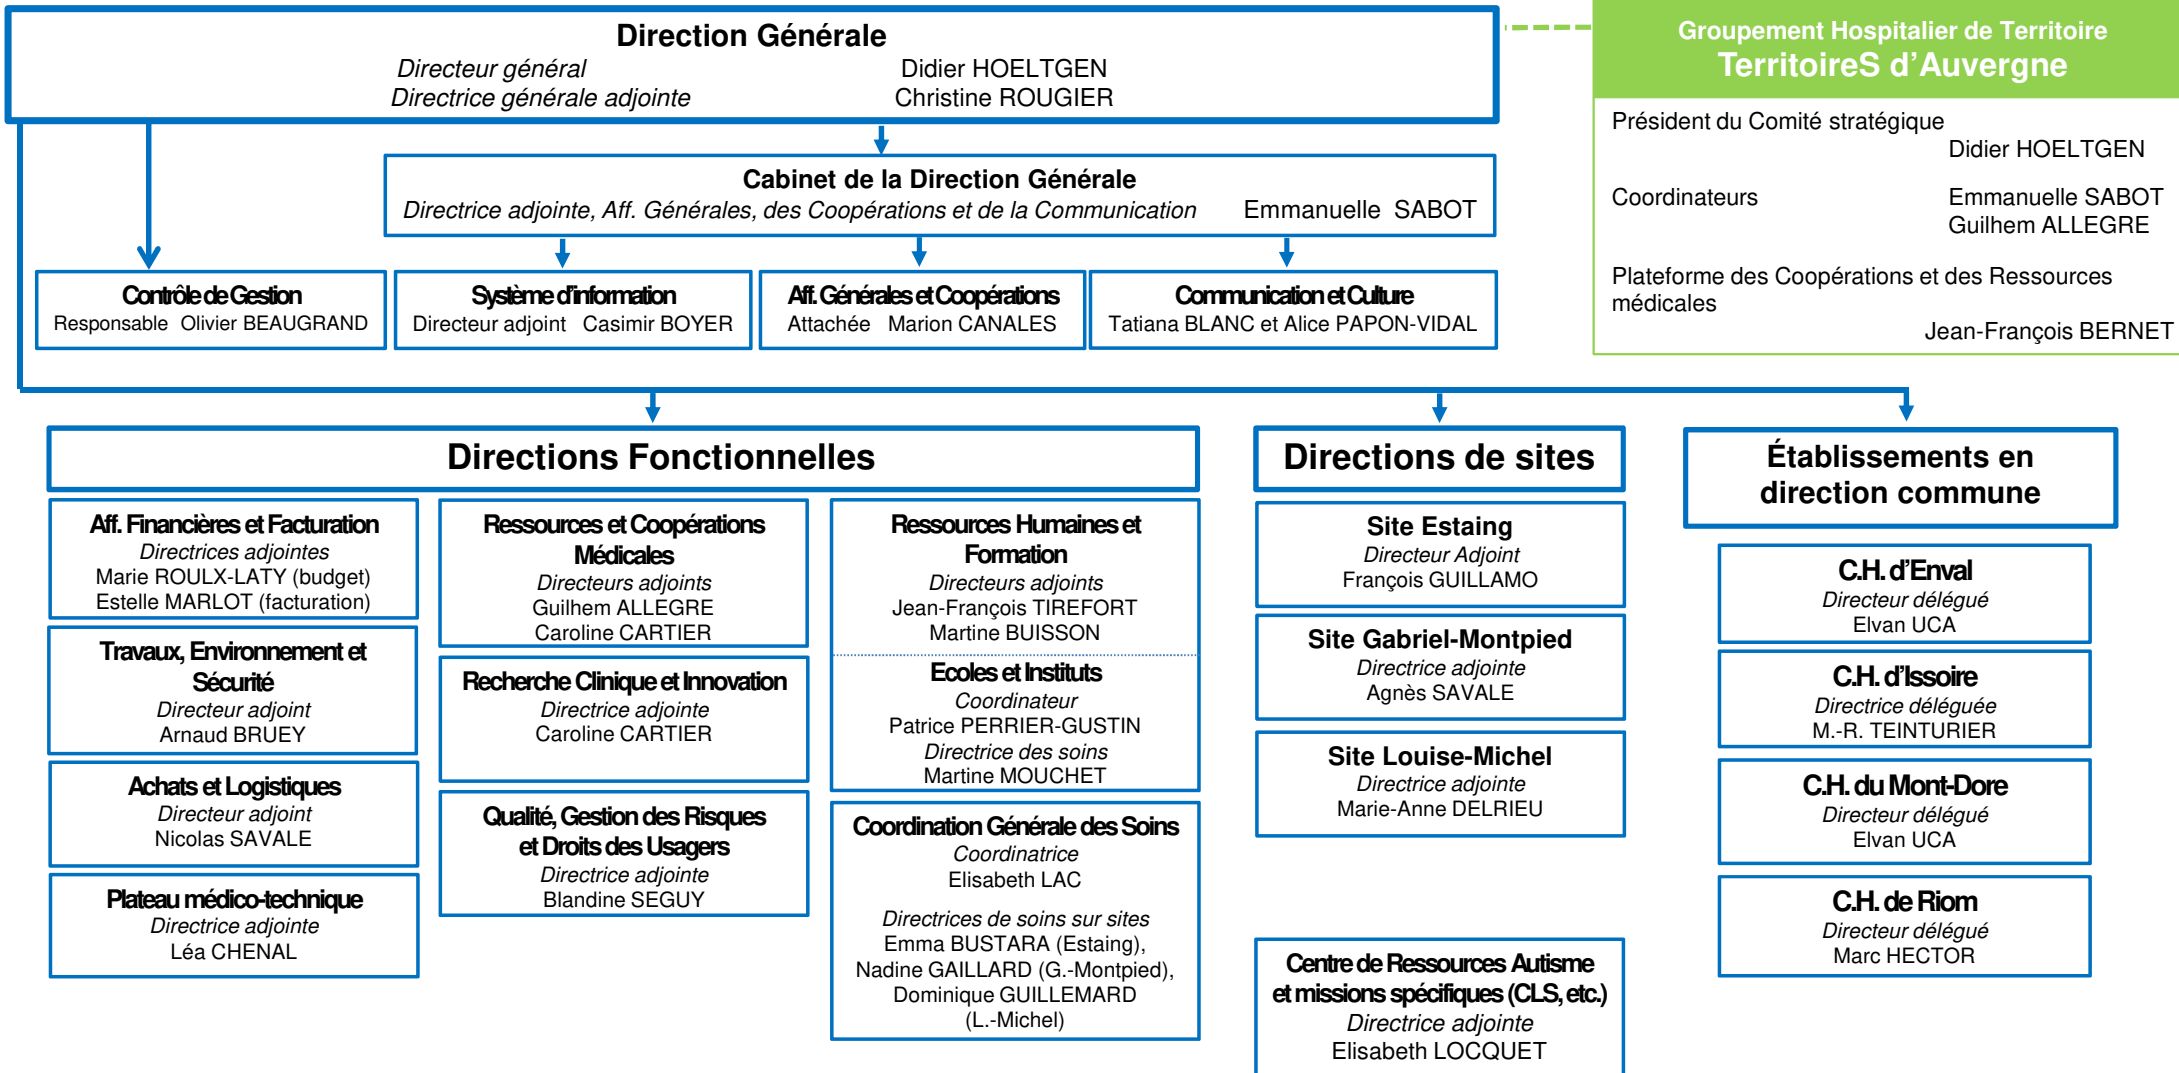 Direction Générale
Directeur général Didier HOELTGEN
Directrice générale adjointe Christine ROUGIER
Groupement Hospitalier de Territoire
TerritoireS d’Auvergne
Président du Comité stratégique
Didier HOELTGEN
Coordinateurs Emmanuelle SABOT
Guilhem ALLEGRE
Plateforme des Coopérations et des Ressources
médicales
Jean-François BERNET
Cabinet de la Direction Générale
Directrice adjointe, Aff. Générales, des Coopérations et de la Communication Emmanuelle SABOT
Contrôle de Gestion
Responsable Olivier BEAUGRAND
Système d’information
Directeur adjoint Casimir BOYER
Aff. Générales et Coopérations
Attachée Marion CANALES
Communication et Culture
Tatiana BLANC et Alice PAPON-VIDAL
Directions Fonctionnelles
Aff. Financières et Facturation
Directrices adjointes
Marie ROULX-LATY (budget)
Estelle MARLOT (facturation)
Travaux, Environnement et
Sécurité
Directeur adjoint
Arnaud BRUEY
Achats et Logistiques
Directeur adjoint
Nicolas SAVALE
Plateau médico-technique
Directrice adjointe
Léa CHENAL
Ressources et Coopérations
Médicales
Directeurs adjoints
Guilhem ALLEGRE
Caroline CARTIER
Recherche Clinique et Innovation
Directrice adjointe
Caroline CARTIER
Qualité, Gestion des Risques
et Droits des Usagers
Directrice adjointe
Blandine SEGUY
Ressources Humaines et
Formation
Directeurs adjoints
Jean-François TIREFORT
Martine BUISSON
Ecoles et Instituts
Coordinateur
Patrice PERRIER-GUSTIN
Directrice des soins
Martine MOUCHET
Coordination Générale des Soins
Coordinatrice
Elisabeth LAC
Directrices de soins sur sites
Emma BUSTARA (Estaing),
Nadine GAILLARD (G.-Montpied),
Dominique GUILLEMARD
(L.-Michel)
Directions de sites
Site Estaing
Directeur Adjoint
François GUILLAMO
Site Gabriel-Montpied
Directrice adjointe
Agnès SAVALE
Site Louise-Michel
Directrice adjointe
Marie-Anne DELRIEU
Centre de Ressources Autisme
et missions spécifiques (CLS, etc.)
Directrice adjointe
Elisabeth LOCQUET
Établissements en
direction commune
C.H. d’Enval
Directeur délégué
Elvan UCA
C.H. d’Issoire
Directrice déléguée
M.-R. TEINTURIER
C.H. du Mont-Dore
Directeur délégué
Elvan UCA
C.H. de Riom
Directeur délégué
Marc HECTOR